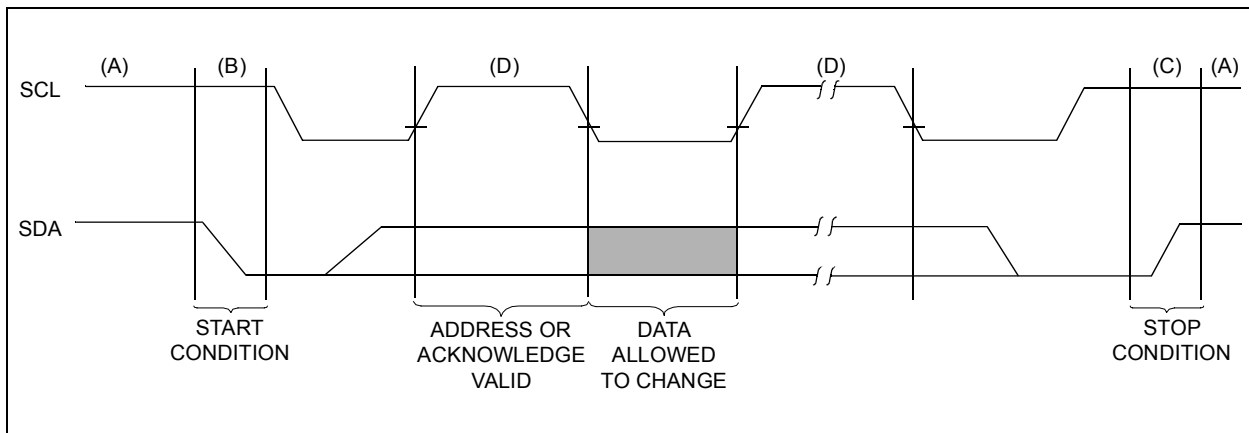 (A)
(B)
(D)
(D)
(C)
(A)
SCL
SDA
START
CONDITION
ADDRESS OR
ACKNOWLEDGE
VALID
DATA
ALLOWED
TO CHANGE
STOP
CONDITION